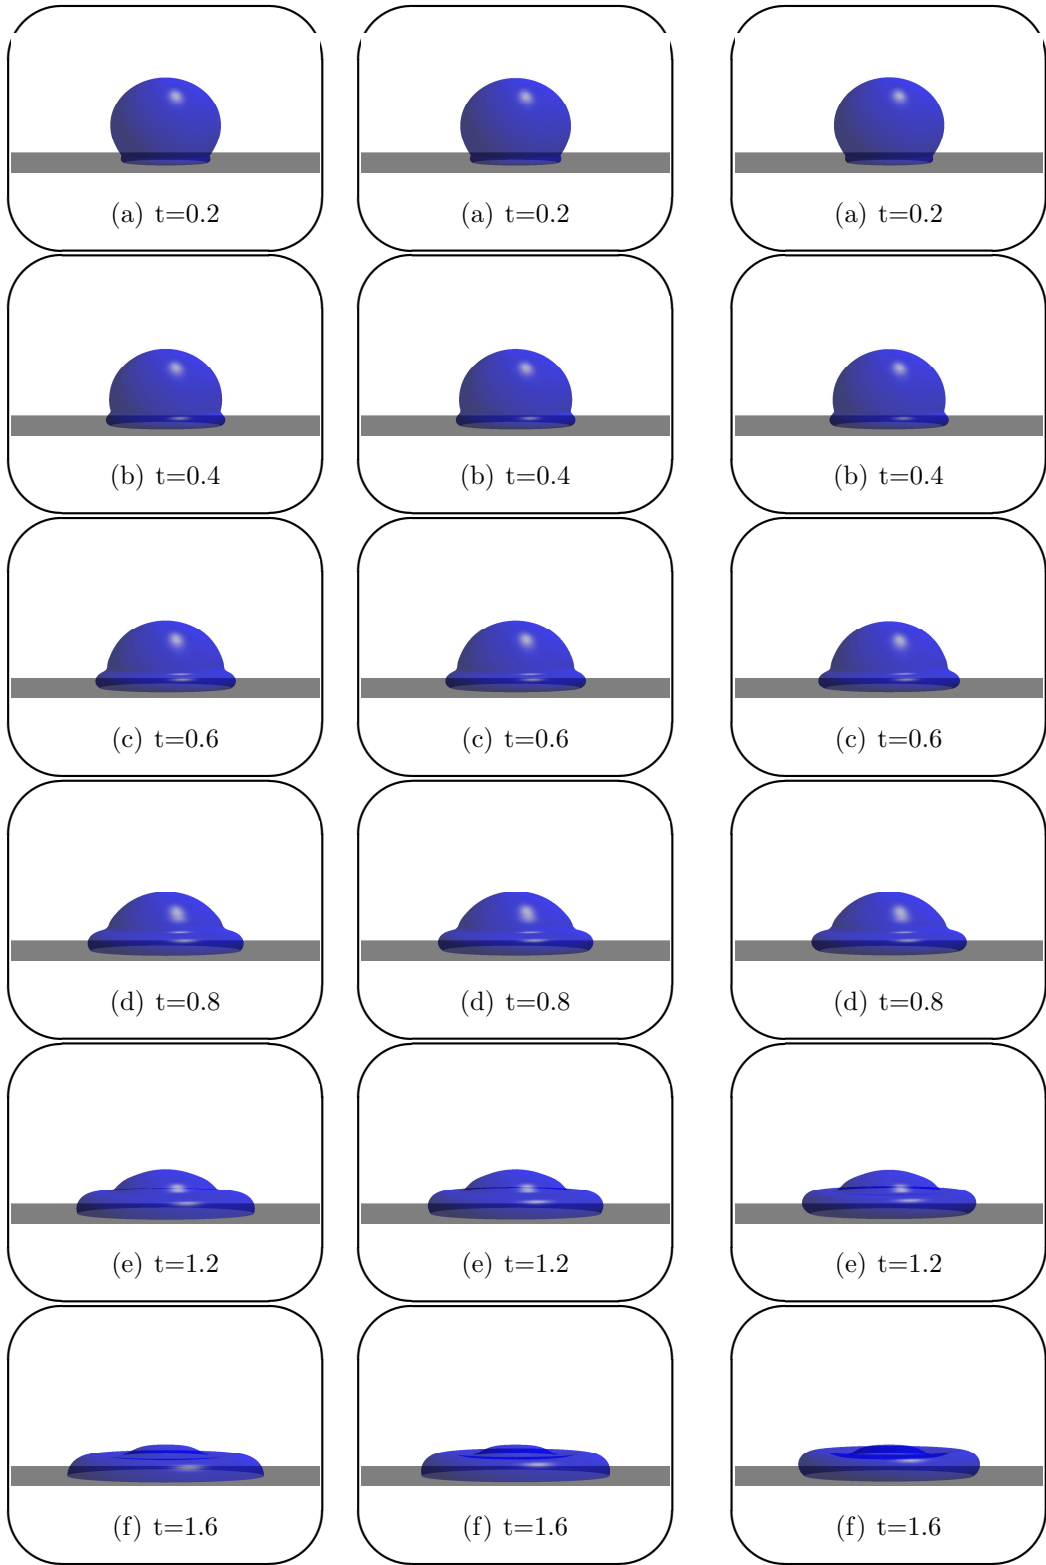 (a) t=0.2 (a) t=0.2 (a) t=0.2
(b) t=0.4 (b) t=0.4 (b) t=0.4
(c) t=0.6 (c) t=0.6 (c) t=0.6
(d) t=0.8 (d) t=0.8 (d) t=0.8
(e) t=1.2 (e) t=1.2 (e) t=1.2
(f) t=1.6 (f) t=1.6 (f) t=1.6